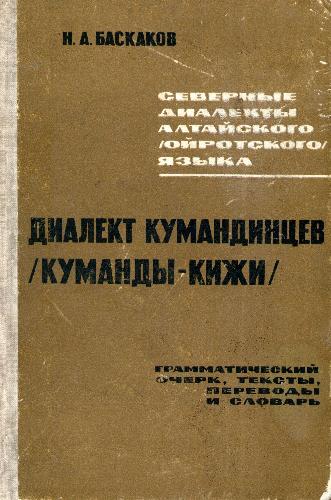 Н. А. БАСКАКОВ
СЕВЕРНЫЕ
ДИАЛЕКТЫ
АЛТАЙСКОГО
/ОЙРОТСКОГО/
ЯЗЫКА
ДИАЛЕКТ КУМАНДИНЦЕВ
/КУМАНДЫ-КИЖИ/
ГРАММАТИЧЕСКИЙ
ОЧЕРК, ТЕКСТЫ,
ПЕРЕВОДЫ
И СЛОВАРЬ